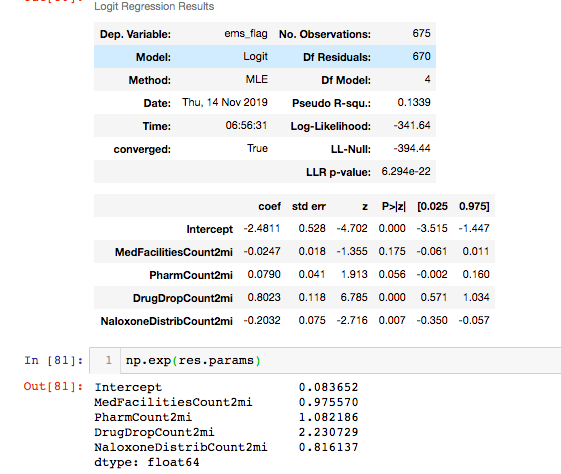 Logit Regression Results
Dep. Variable: ems_flag No. Observations: 675
Model: Logit Df Residuals: 670
Method: MLE Df Model: 4
Date: Thu, 14 Nov 2019 Pseudo R-squ.: 0.1339
Time: 06:56:31 Log-Likelihood: -341.64
converged: True LL-Null: -394.44
LLR p-value: 6.294e-22
coef std err z P>|z| [0.025 0.975]
Intercept -2.4811 0.528 -4.702 0.000 -3.515 -1.447
MedFacilitiesCount2mi -0.0247 0.018 -1.355 0.175 -0.061 0.011
PharmCount2mi 0.0790 0.041 1.913 0.056 -0.002 0.160
DrugDropCount2mi 0.8023 0.118 6.785 0.000 0.571 1.034
NaloxoneDistribCount2mi -0.2032 0.075 -2.716 0.007 -0.350 -0.057
In [81]: 1 np.exp(res.params)
Out[81]: Intercept 0.083652
MedFacilitiesCount2mi 0.975570
PharmCount2mi 1.082186
DrugDropCount2mi 2.230729
NaloxoneDistribCount2mi 0.816137
dtype: float64